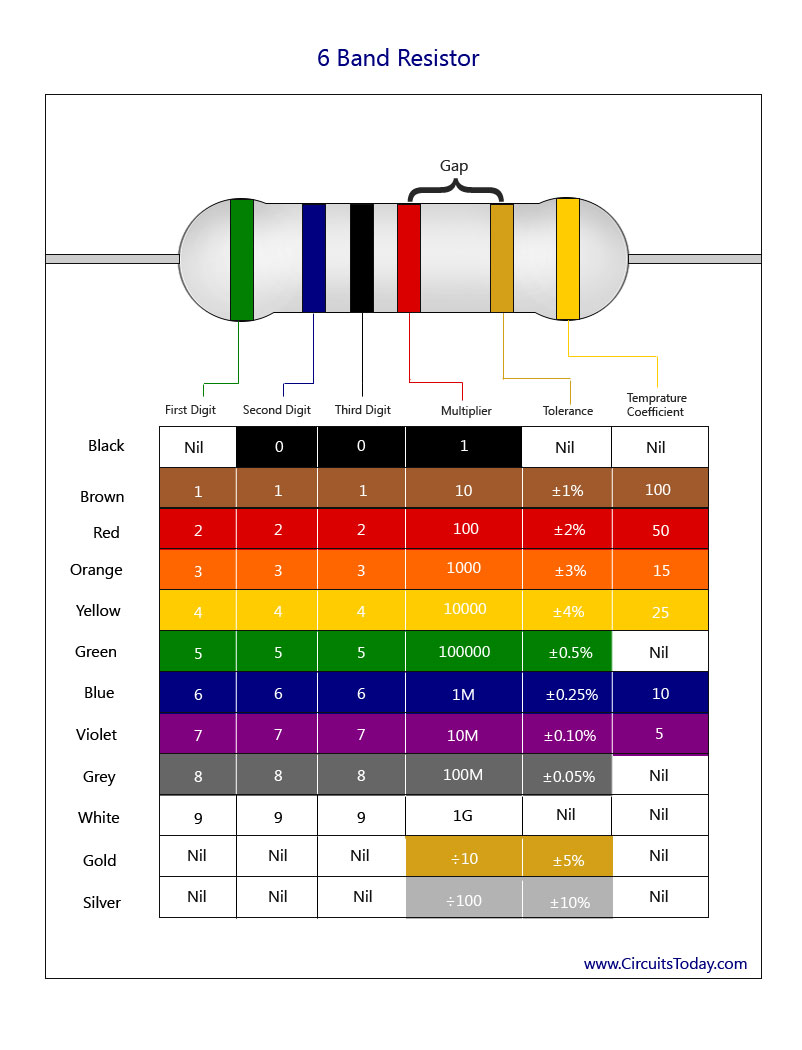 6 Band Resistor
Gap
First Digit Second Digit Third Digit Multiplier Tolerance Temprature
Coefficient
Black Nil 0 0 1 Nil Nil
Brown 1 1 1 10 ±1% 100
Red 2 2 2 100 ±2% 50
Orange 3 3 3 1000 ±3% 15
Yellow 4 4 4 10000 ±4% 25
Green 5 5 5 100000 ±0.5% Nil
Blue 6 6 6 1M ±0.25% 10
Violet 7 7 7 10M ±0.10% 5
Grey 8 8 8 100M ±0.05% Nil
White 9 9 9 1G Nil Nil
Gold Nil Nil Nil ÷10 ±5% Nil
Silver Nil Nil Nil ÷100 ±10% Nil
www.CircuitsToday.com